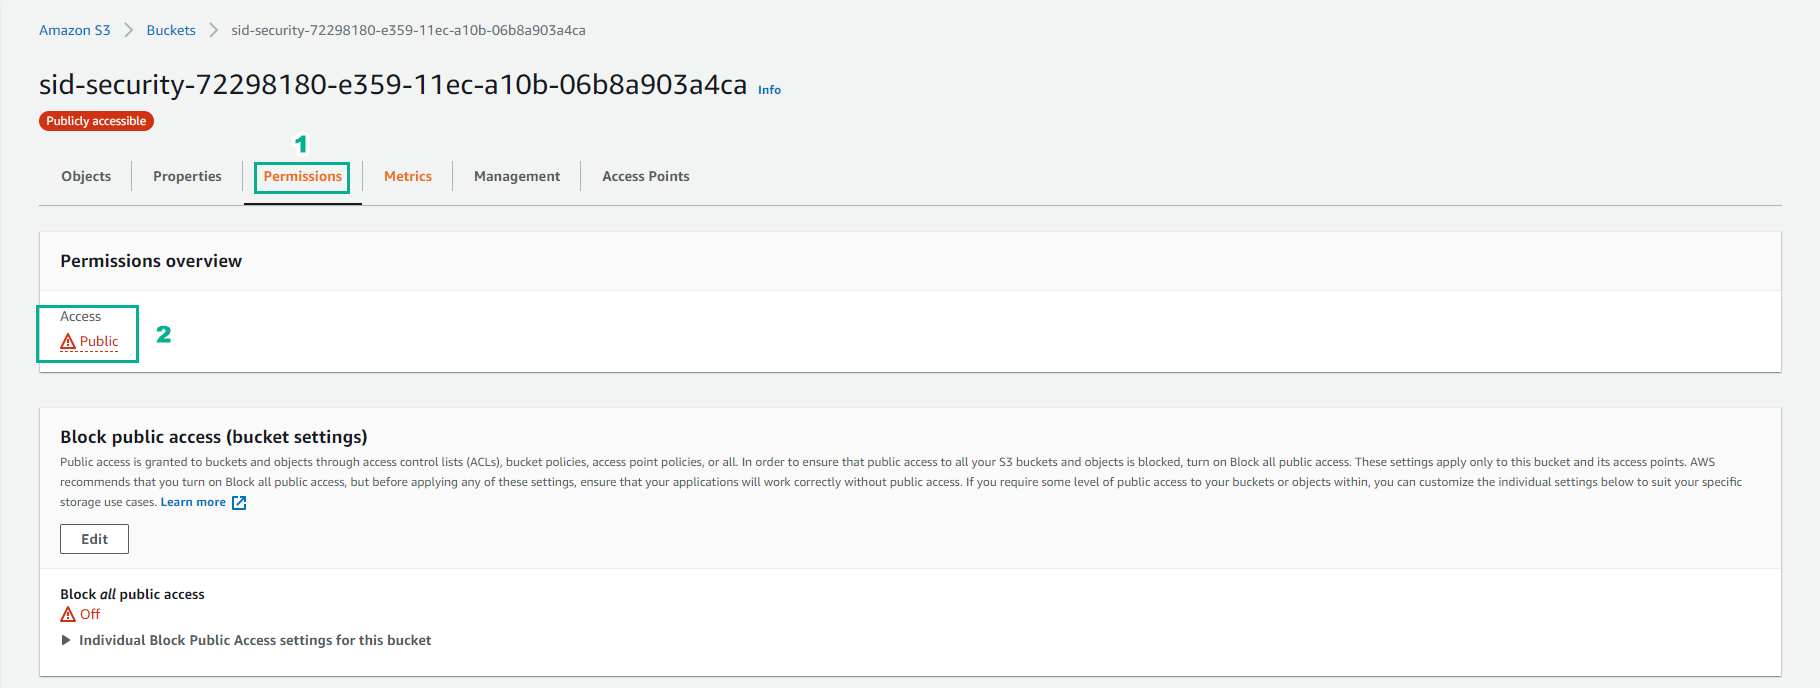 Amazon S3 > Buckets > sid-security-72298180-e359-11ec-a10b-06b8a903a4ca
sid-security-72298180-e359-11ec-a10b-06b8a903a4ca Info
Publicly accessible
1
Objects Properties Permissions Metrics Management Access Points
Permissions overview
Access
Public
2
Block public access (bucket settings)
Public access is granted to buckets and objects through access control lists (ACLs), bucket policies, access point policies, or all. In order to ensure that public access to all your S3 buckets and objects is blocked, turn on Block all public access. These settings apply only to this bucket and its access points. AWS
recommends that you turn on Block all public access, but before applying any of these settings, ensure that your applications will work correctly without public access. If you require some level of public access to your buckets or objects within, you can customize the individual settings below to suit your specific
storage use cases. Learn more
Edit
Block all public access
Off
Individual Block Public Access settings for this bucket